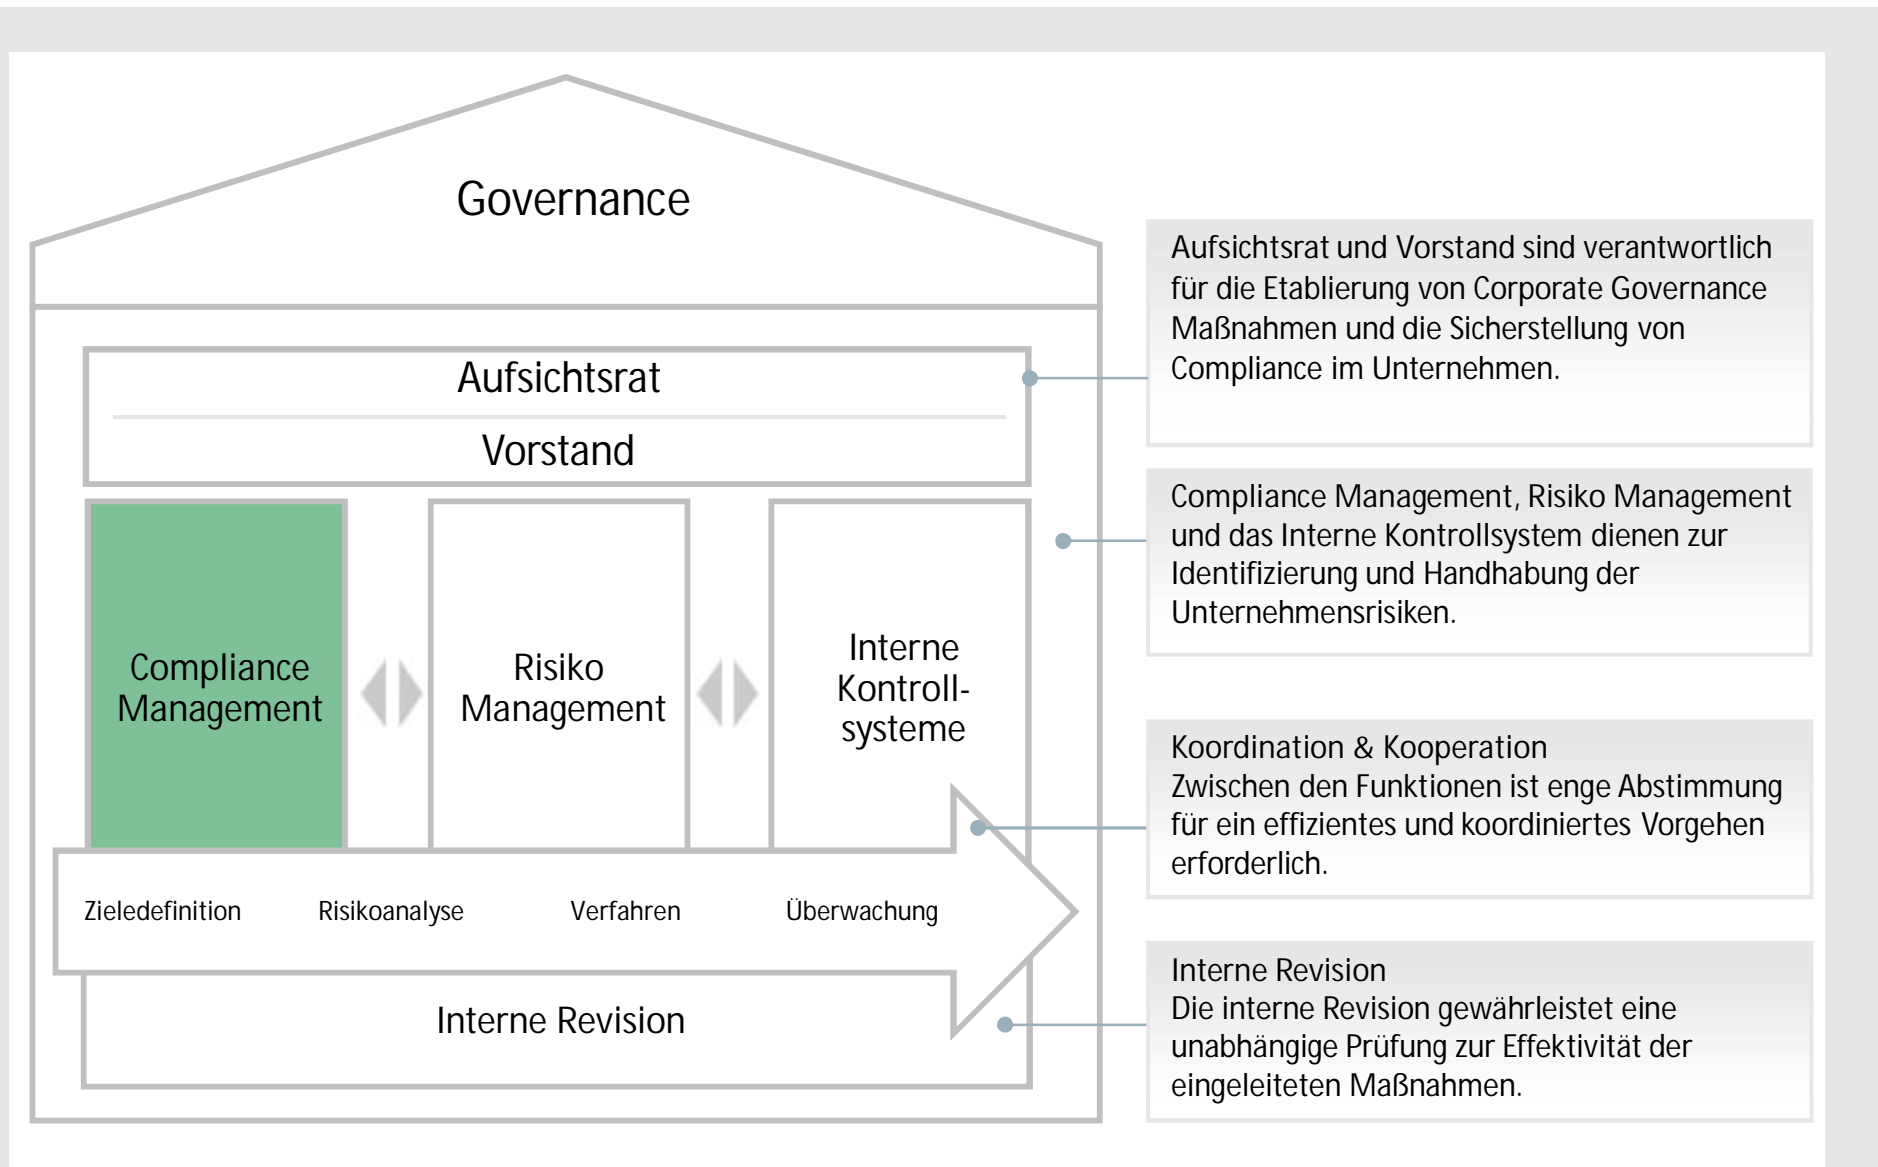 Governance
Aufsichtsrat
Vorstand
Compliance
Management
Risiko
Management
Interne
Kontroll-
systeme
Zieledefinition
Risikoanalyse
Verfahren
Überwachung
Interne Revision
Aufsichtsrat und Vorstand sind verantwortlich
für die Etablierung von Corporate Governance
Maßnahmen und die Sicherstellung von
Compliance im Unternehmen.
Compliance Management, Risiko Management
und das Interne Kontrollsystem dienen zur
Identifizierung und Handhabung der
Unternehmensrisiken.
Koordination & Kooperation
Zwischen den Funktionen ist enge Abstimmung
für ein effizientes und koordiniertes Vorgehen
erforderlich.
Interne Revision
Die interne Revision gewährleistet eine
unabhängige Prüfung zur Effektivität der
eingeleiteten Maßnahmen.